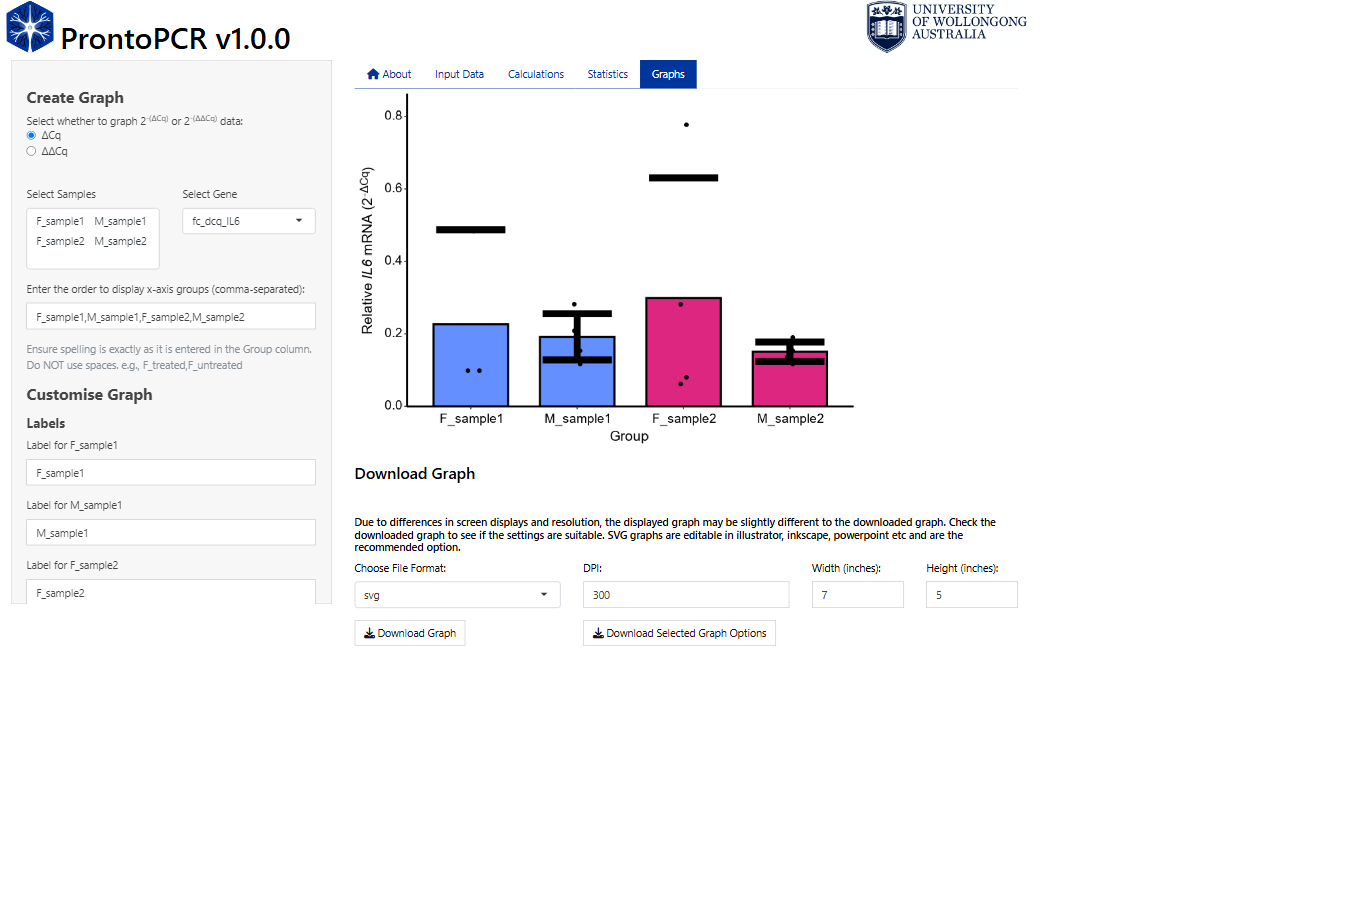 ProntoPCR v1.0.0
UNIVERSITY
OF WOLLONGONG
AUSTRALIA
Create Graph
Select whether to graph 2^-(ΔCq) or 2^-(ΔΔCq) data:
ΔCq
ΔΔCq
Select Samples
F_sample1 M_sample1
F_sample2 M_sample2
Select Gene
fc_dcq_IL6
Enter the order to display x-axis groups (comma-separated):
F_sample1,M_sample1,F_sample2,M_sample2
Ensure spelling is exactly as it is entered in the Group column.
Do NOT use spaces. e.g., F_treated,F_untreated
Customise Graph
Labels
Label for F_sample1
F_sample1
Label for M_sample1
M_sample1
Label for F_sample2
F_sample2
About Input Data Calculations Statistics Graphs
Relative IL6 mRNA (2^-ΔCq)
0.8
0.6
0.4
0.2
0.0
F_sample1 M_sample1 F_sample2 M_sample2
Group
Download Graph
Due to differences in screen displays and resolution, the displayed graph may be slightly different to the downloaded graph. Check the
downloaded graph to see if the settings are suitable. SVG graphs are editable in illustrator, inkscape, powerpoint etc and are the
recommended option.
Choose File Format: DPI: Width (inches): Height (inches):
svg 300 7 5
Download Graph Download Selected Graph Options